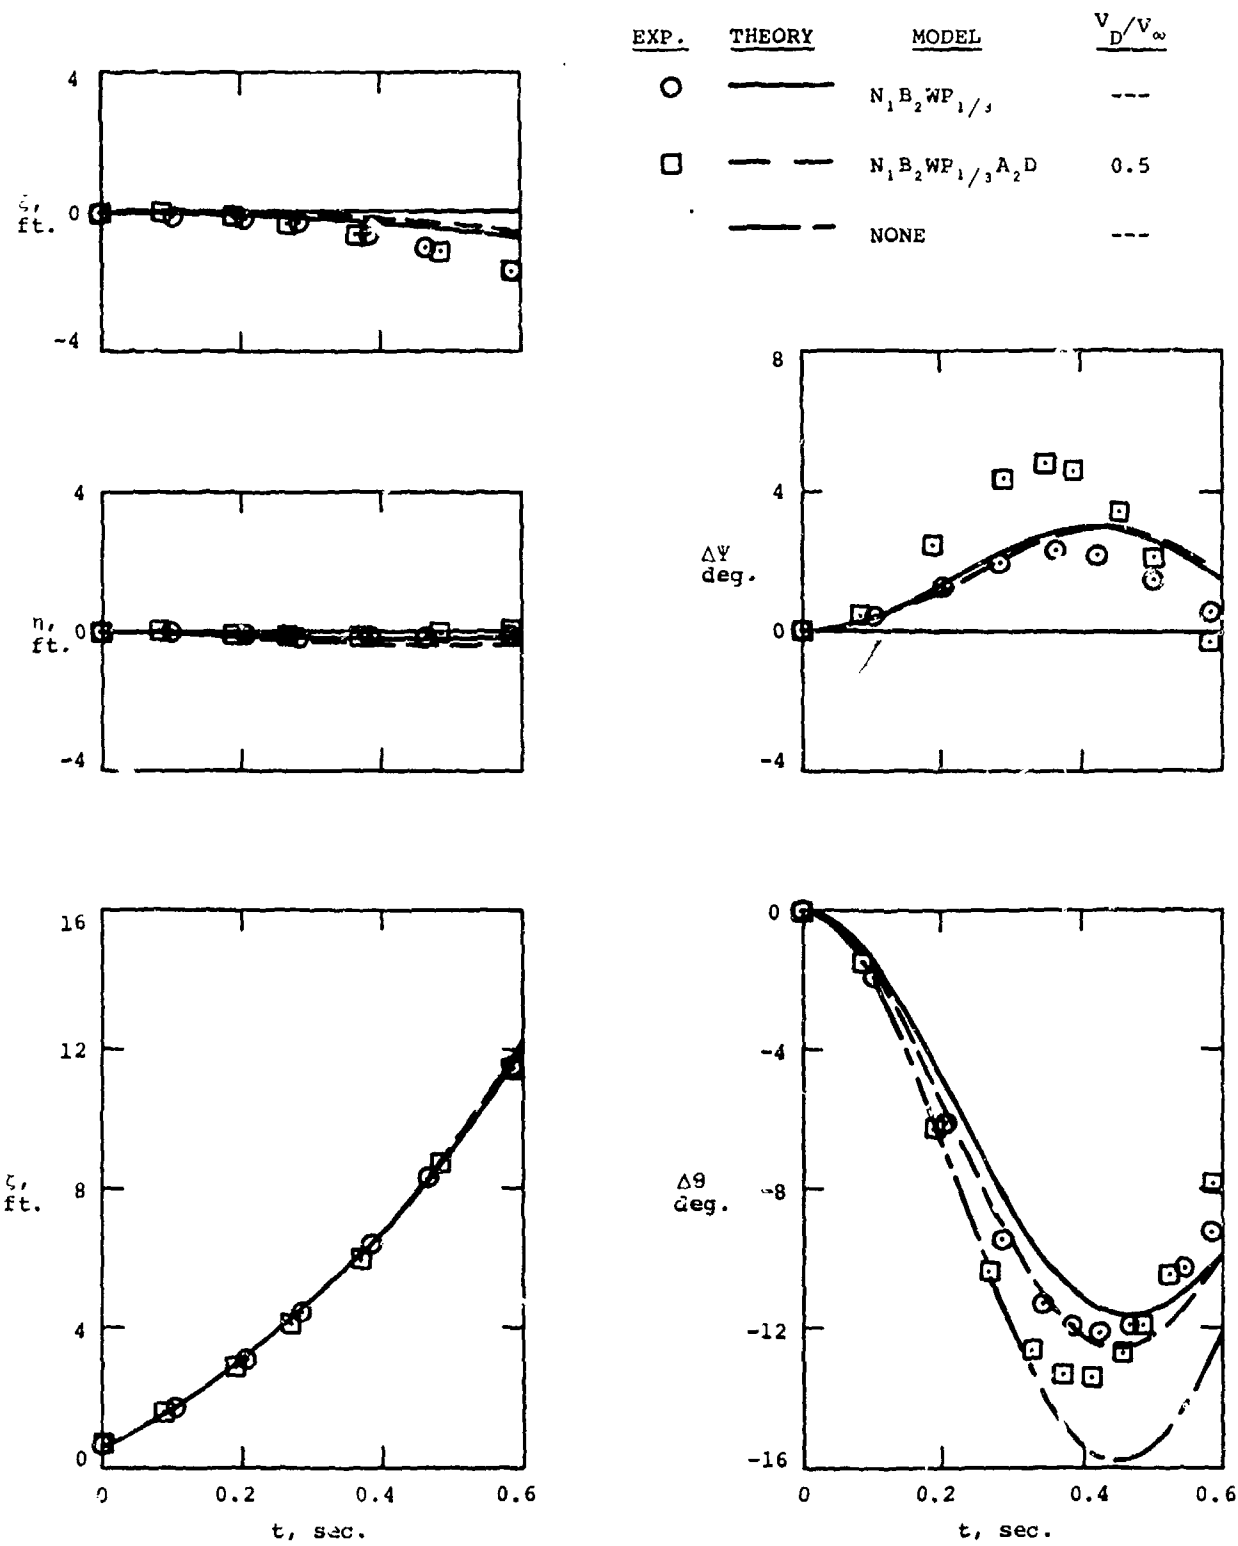 EXP. THEORY MODEL V_D/V_∞
N₁B₂WP₁/₃ ---
N₁B₂WP₁/₃A₂D 0.5
NONE ---
4
0
-4
ft.
4
η,
0
ft.
-4
8
4
ΔΨ
deg.
0
-4
16
12
8
ζ,
ft.
4
0
0 0.2 0.4 0.6
t, sec.
0
-4
Δθ
-8
deg.
-12
-16
0 0.2 0.4 0.6
t, sec.